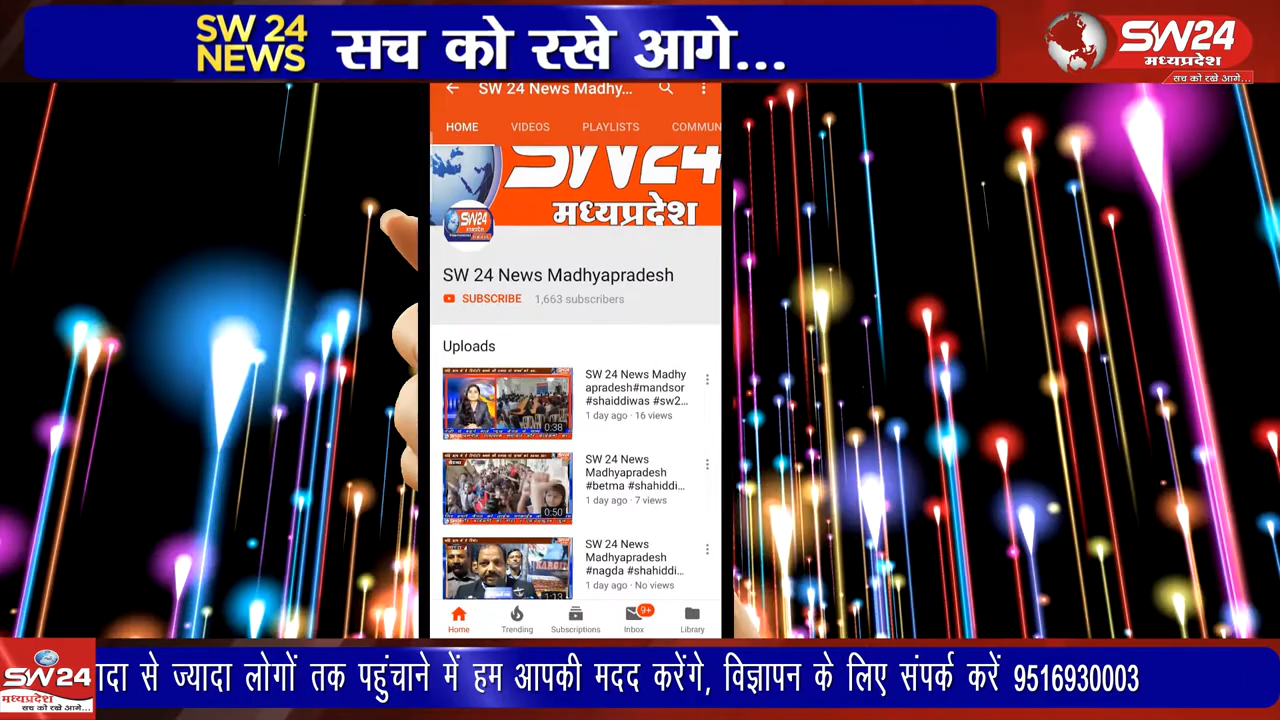 SW 24
NEWS
सच को रखे आगे...
SW24
मध्यप्रदेश
सच को रखे आगे...
SW 24 News Madhy...
HOME VIDEOS PLAYLISTS COMMUN
SW24
मध्यप्रदेश
SW24
SW 24 News Madhyapradesh
SUBSCRIBE 1,663 subscribers
Uploads
SW 24 News Madhy
apradesh#mandsor
#shaiddiwas #sw2...
1 day ago · 16 views
0:38
SW 24 News
Madhyapradesh
#betma #shahiddi...
1 day ago · 7 views
0:50
SW 24 News
Madhyapradesh
#nagda #shahiddi...
1 day ago · No views
1:13
9+
Home Trending Subscriptions Inbox Library
SW24
मध्यप्रदेश
सच को रखे आगे...
ादा से ज्यादा लोगों तक पहुंचाने में हम आपकी मदद करेंगे, विज्ञापन के लिए संपर्क करें 9516930003